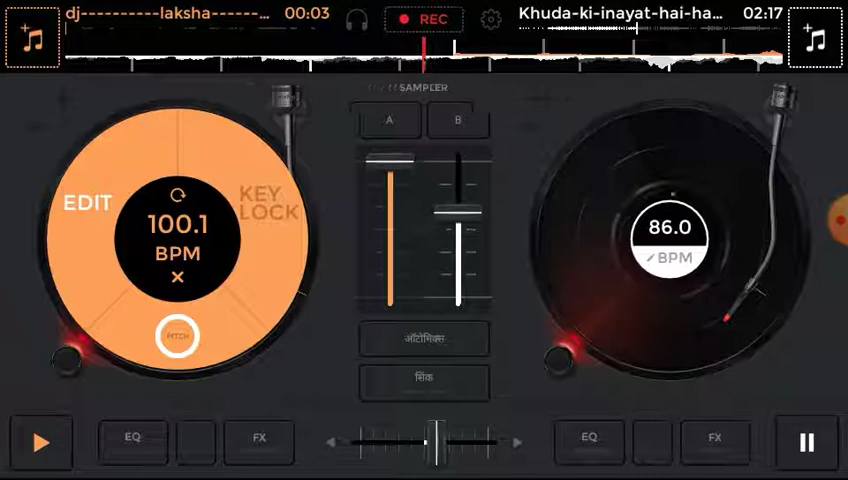 dj----------laksha------... 00:03 REC Khuda-ki-inayat-hai-ha... 02:17
SAMPLER
A B
EDIT KEY LOCK
100.1
BPM
PITCH
86.0
BPM
ऑटोमिक्स
सिंक
EQ FX EQ FX